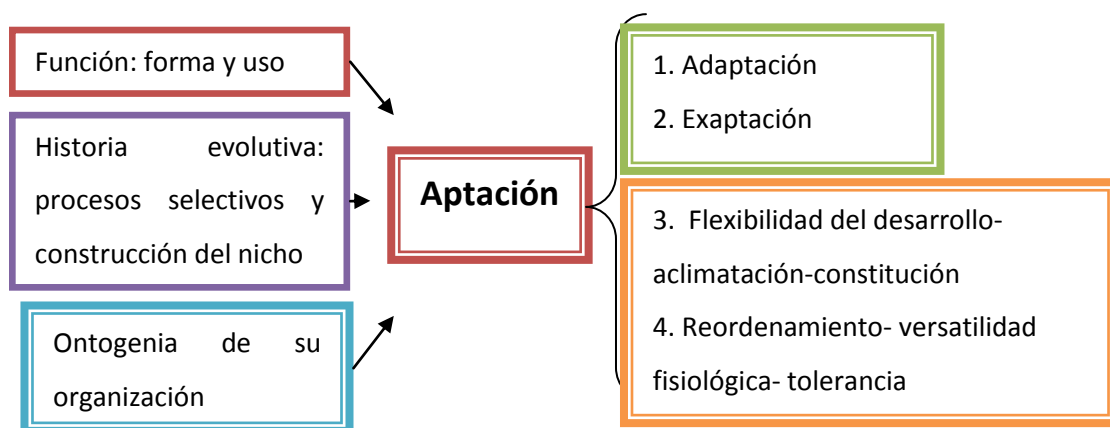 Función: forma y uso
Historia evolutiva:
procesos selectivos y
construcción del nicho
Ontogenia de su
organización
Aptación
1. Adaptación
2. Exaptación
3. Flexibilidad del desarrollo-
aclimatación-constitución
4. Reordenamiento- versatilidad
fisiológica- tolerancia